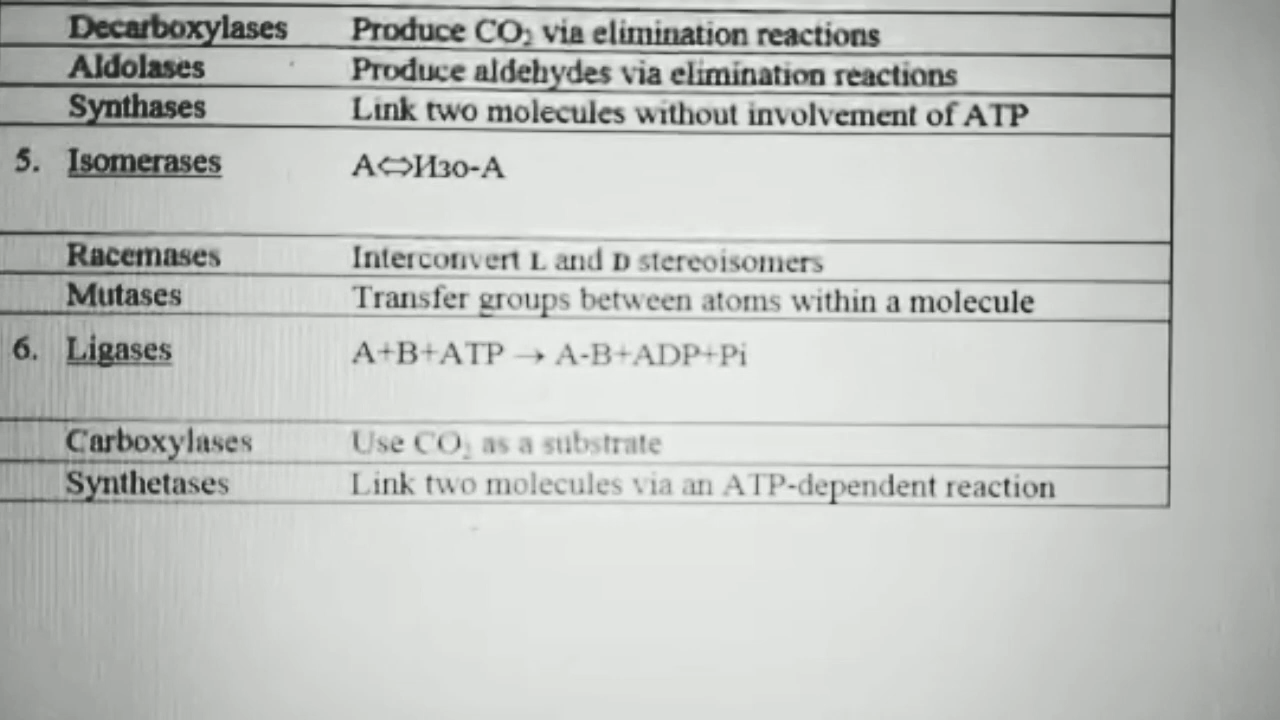 Decarboxylases Produce CO₂ via elimination reactions
Aldolases Produce aldehydes via elimination reactions
Synthases Link two molecules without involvement of ATP
5. Isomerases A⇔Изо-A
Racemases Interconvert L and D stereoisomers
Mutases Transfer groups between atoms within a molecule
6. Ligases A+B+ATP → A-B+ADP+Pi
Carboxylases Use CO₂ as a substrate
Synthetases Link two molecules via an ATP-dependent reaction